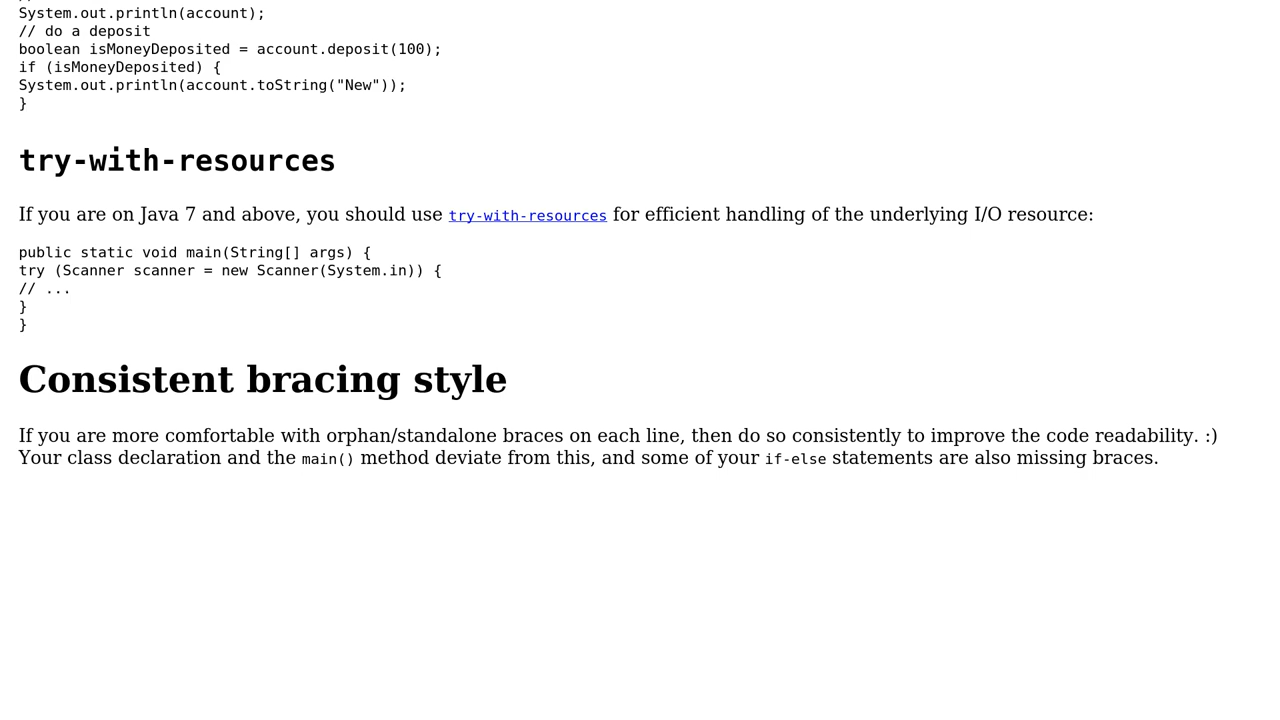 System.out.println(account);
// do a deposit
boolean isMoneyDeposited = account.deposit(100);
if (isMoneyDeposited) {
System.out.println(account.toString("New"));
}
try-with-resources
If you are on Java 7 and above, you should use try-with-resources for efficient handling of the underlying I/O resource:
public static void main(String[] args) {
try (Scanner scanner = new Scanner(System.in)) {
// ...
}
}
Consistent bracing style
If you are more comfortable with orphan/standalone braces on each line, then do so consistently to improve the code readability. :)
Your class declaration and the main() method deviate from this, and some of your if-else statements are also missing braces.